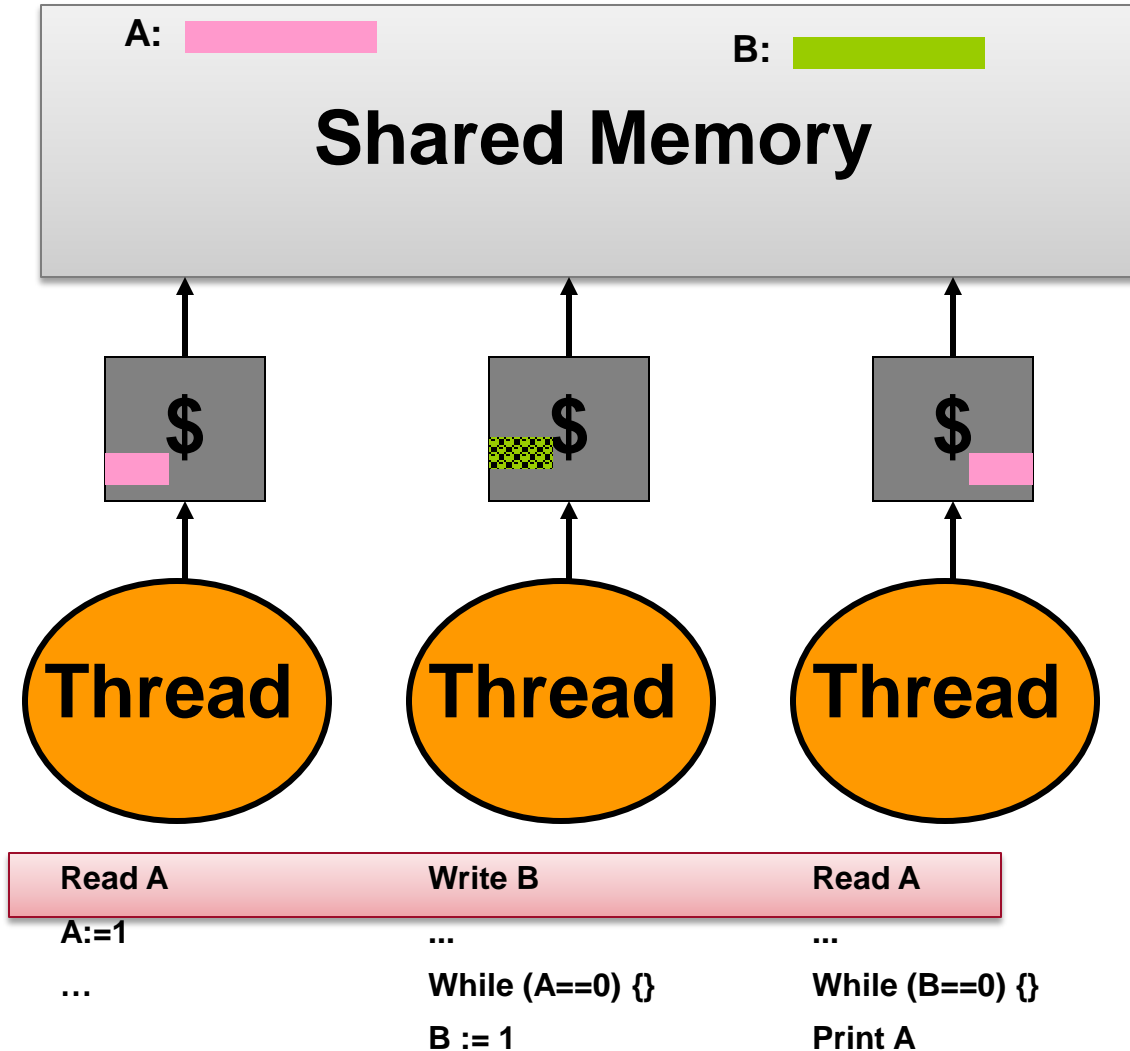 A:
B:
Shared Memory
$ $ $
Thread Thread Thread
Read A Write B Read A
A:=1 ... ...
… While (A==0) {} While (B==0) {}
B := 1 Print A